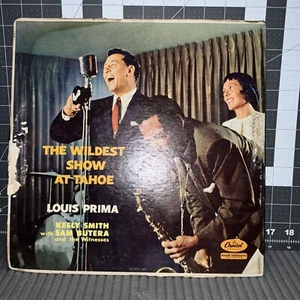 THE WILDEST
SHOW
AT TAHOE
LOUIS PRIMA
KEELY SMITH
with SAM BUTERA
and the Witnesses
Capitol
17
18